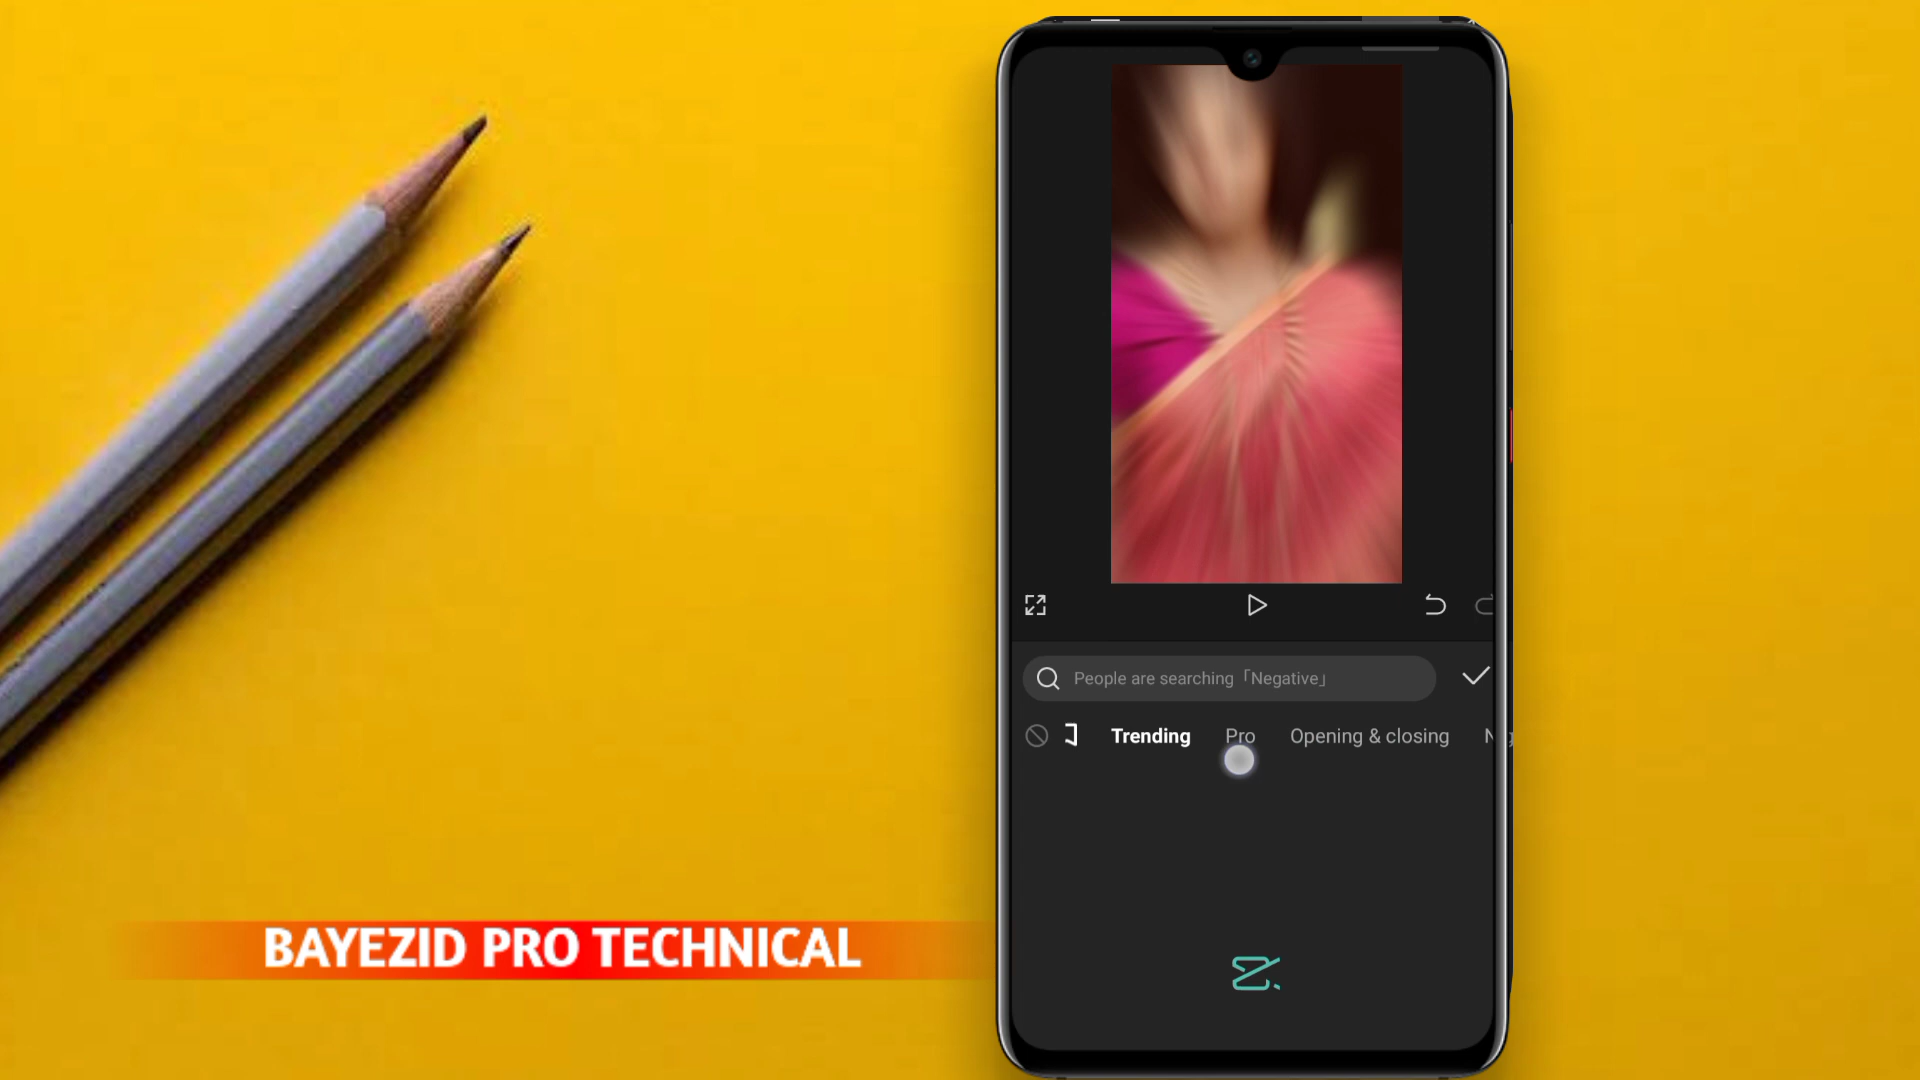 People are searching「Negative」
Trending Pro Opening & closing
BAYEZID PRO TECHNICAL